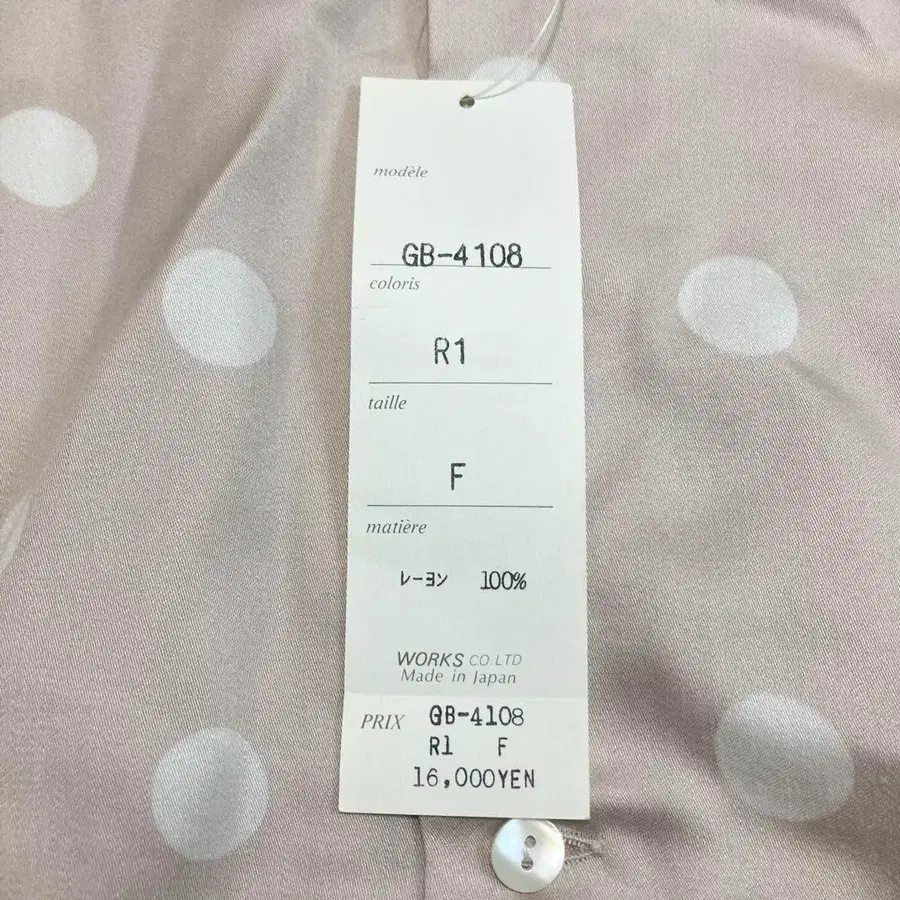 modèle
GB-4108
coloris
R1
taille
F
matière
レーヨン 100%
WORKS CO.LTD
Made in Japan
PRIX GB-4108
R1 F
16,000YEN